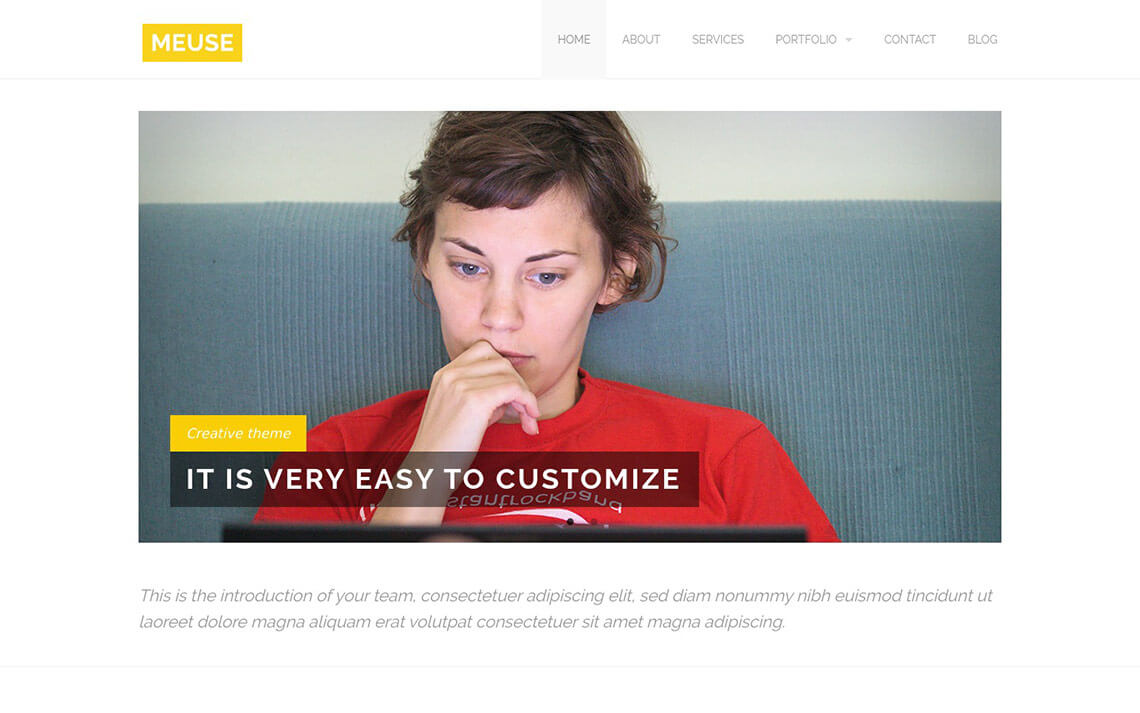 MEUSE
HOME ABOUT SERVICES PORTFOLIO CONTACT BLOG
Creative theme
IT IS VERY EASY TO CUSTOMIZE
stantrockband
This is the introduction of your team, consectetuer adipiscing elit, sed diam nonummy nibh euismod tincidunt ut
laoreet dolore magna aliquam erat volutpat consectetuer sit amet magna adipiscing.